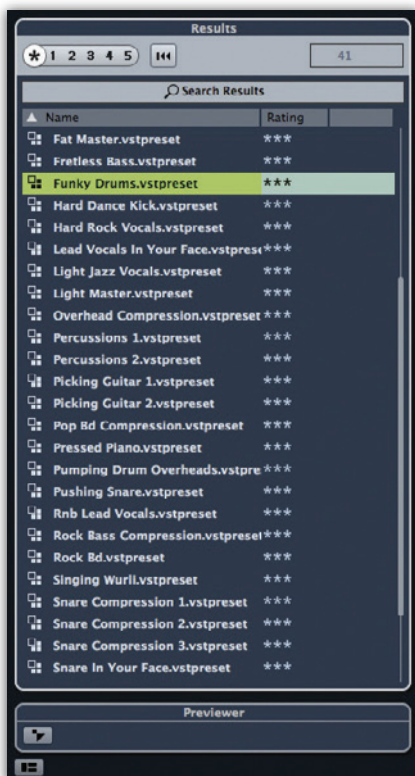 Results
* 1 2 3 4 5 41
Search Results
Name Rating
Fat Master.vstpreset ***
Fretless Bass.vstpreset ***
Funky Drums.vstpreset ***
Hard Dance Kick.vstpreset ***
Hard Rock Vocals.vstpreset ***
Lead Vocals In Your Face.vstprese ***
Light Jazz Vocals.vstpreset ***
Light Master.vstpreset ***
Overhead Compression.vstpreset ***
Percussions 1.vstpreset ***
Percussions 2.vstpreset ***
Picking Guitar 1.vstpreset ***
Picking Guitar 2.vstpreset ***
Pop Bd Compression.vstpreset ***
Pressed Piano.vstpreset ***
Pumping Drum Overheads.vstpre ***
Pushing Snare.vstpreset ***
Rnb Lead Vocals.vstpreset ***
Rock Bass Compression.vstpreset ***
Rock Bd.vstpreset ***
Singing Wurli.vstpreset ***
Snare Compression 1.vstpreset ***
Snare Compression 2.vstpreset ***
Snare Compression 3.vstpreset ***
Snare In Your Face.vstpreset ***
Previewer